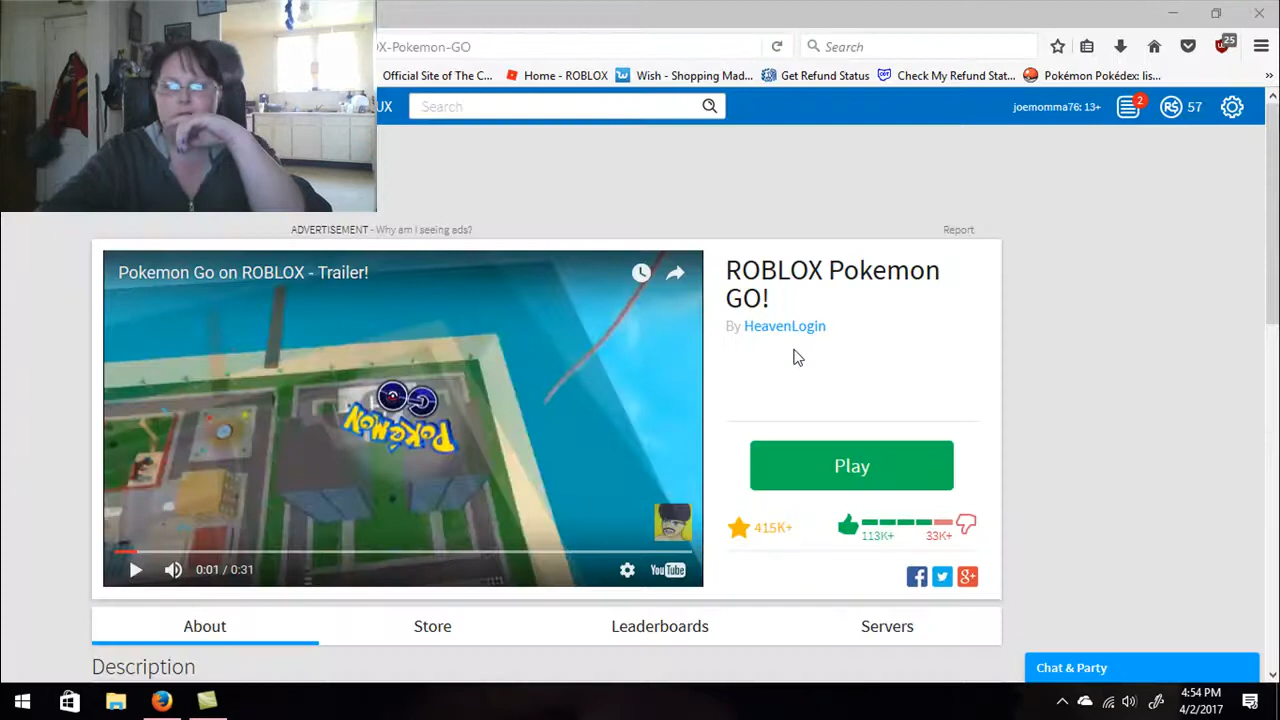 X-Pokemon-GO
Search
25
Official Site of The C...
Home - ROBLOX
Wish - Shopping Mad...
Get Refund Status
Check My Refund Stat...
Pokémon Pokédex: lis...
»
UX
Search
joemomma76: 13+
2
R$ 57
ADVERTISEMENT - Why am I seeing ads?
Report
Pokemon Go on ROBLOX - Trailer!
ROBLOX Pokemon
GO!
By HeavenLogin
GO
POKéMON
Play
415K+
113K+
33K+
0:01 / 0:31
YouTube
About
Store
Leaderboards
Servers
Description
Chat & Party
4:54 PM
4/2/2017